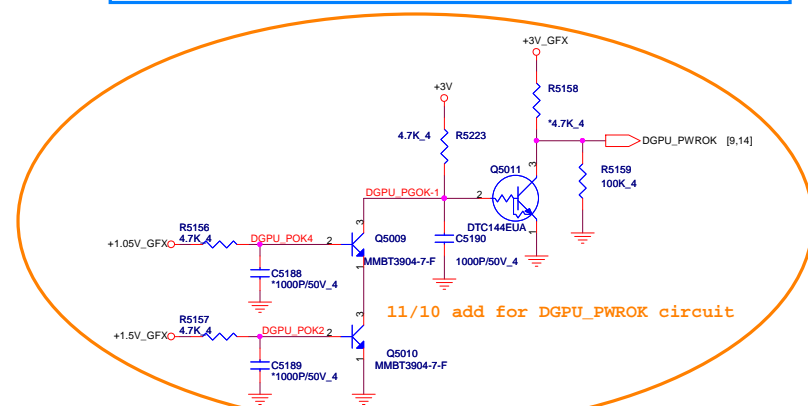 +3V_GFX
+3V
R5158
*4.7K_4
4.7K_4 R5223
DGPU_PWROK [9,14]
Q5011
3
R5159
100K_4
DGPU_PGOK-1
2
DTC144EUA
1
R5156
4.7K_4
+1.05V_GFX
DGPU_POK4
2
3
Q5009
MMBT3904-7-F
1
C5190
1000P/50V_4
C5188
*1000P/50V_4
11/10 add for DGPU_PWROK circuit
R5157
4.7K_4
+1.5V_GFX
DGPU_POK2
2
3
Q5010
MMBT3904-7-F
1
C5189
*1000P/50V_4